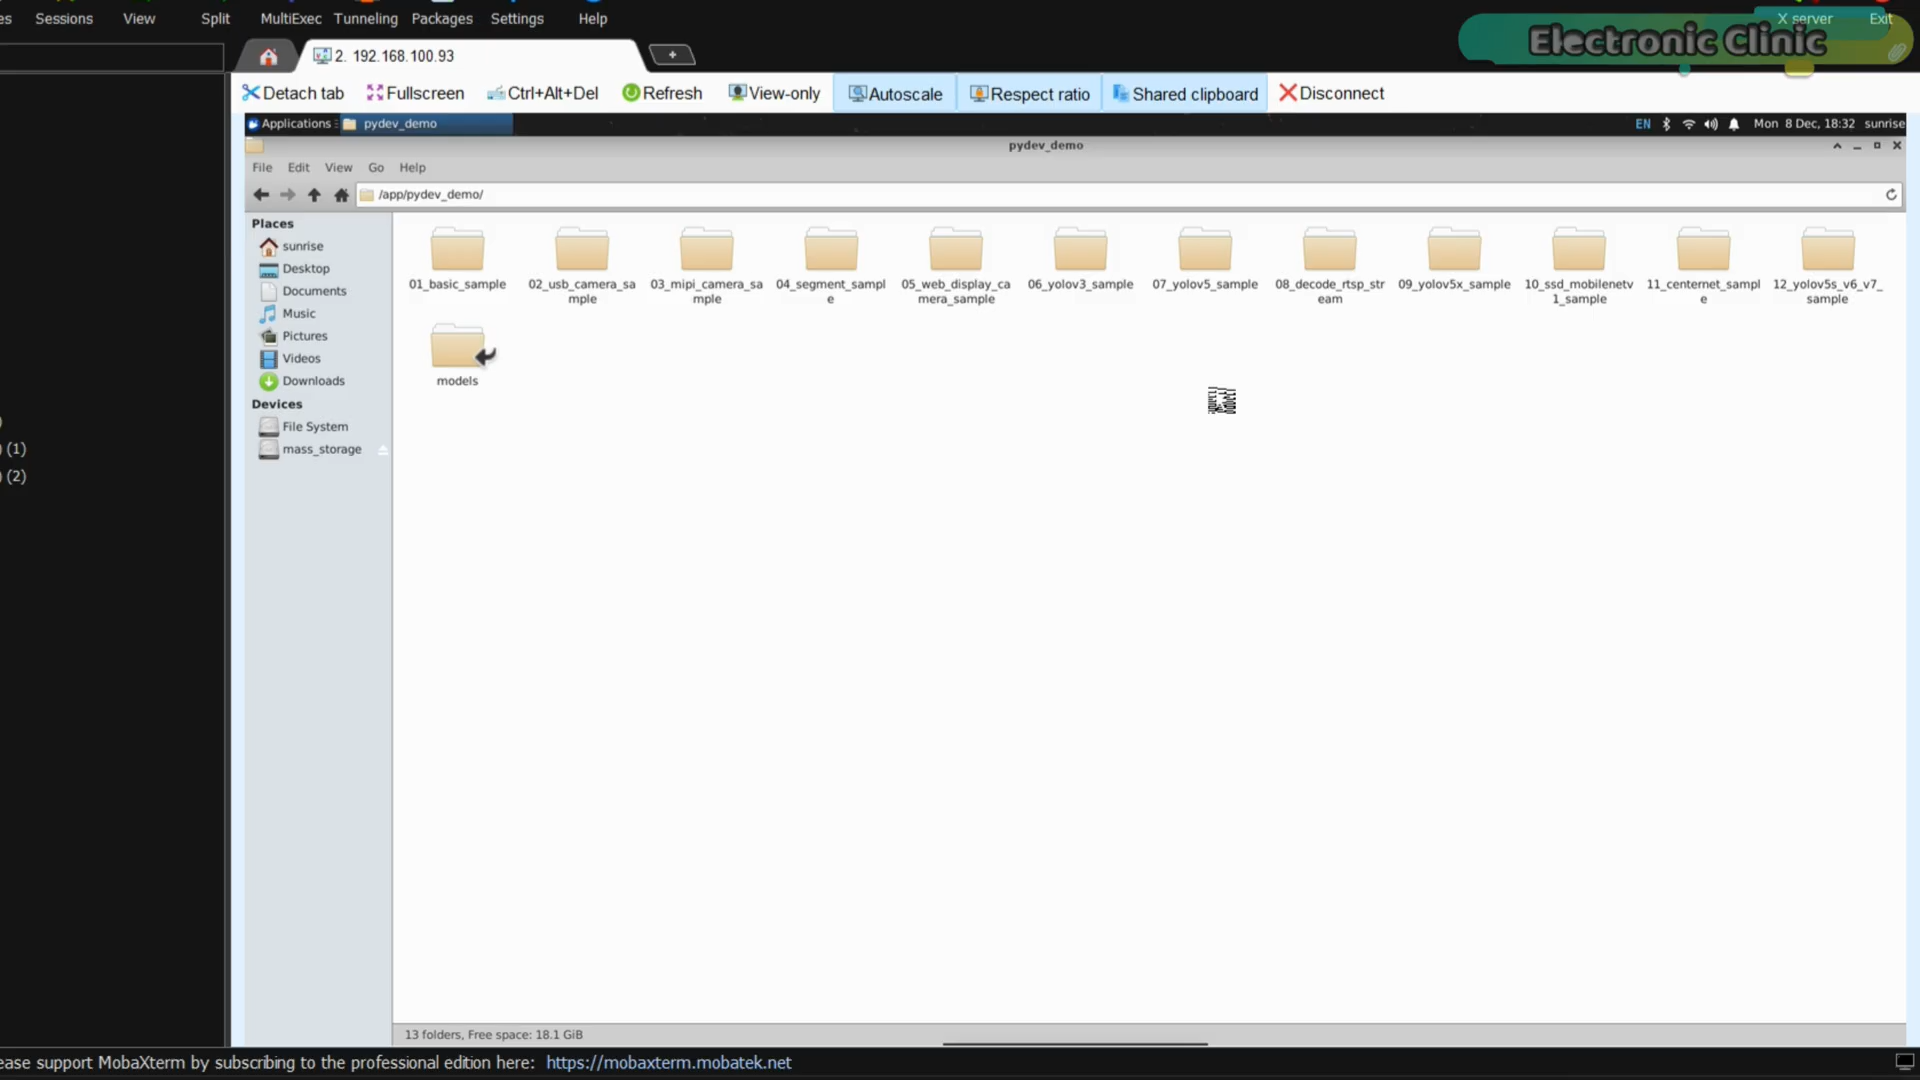 Sessions View Split MultiExec Tunneling Packages Settings Help X server Exit
Electronic Clinic
2. 192.168.100.93
Detach tab Fullscreen Ctrl+Alt+Del Refresh View-only Autoscale Respect ratio Shared clipboard Disconnect
Applications pydev_demo EN Mon 8 Dec, 18:32 sunrise
pydev_demo
File Edit View Go Help
/app/pydev_demo/
Places
sunrise
Desktop
Documents
Music
Pictures
Videos
Downloads
Devices
File System
mass_storage
01_basic_sample
02_usb_camera_sa
mple
03_mipi_camera_sa
mple
04_segment_sampl
e
05_web_display_ca
mera_sample
06_yolov3_sample
07_yolov5_sample
08_decode_rtsp_str
eam
09_yolov5x_sample
10_ssd_mobilenetv
1_sample
11_centernet_sampl
e
12_yolov5s_v6_v7_
sample
models
) (1)
) (2)
13 folders, Free space: 18.1 GiB
ease support MobaXterm by subscribing to the professional edition here: https://mobaxterm.mobatek.net